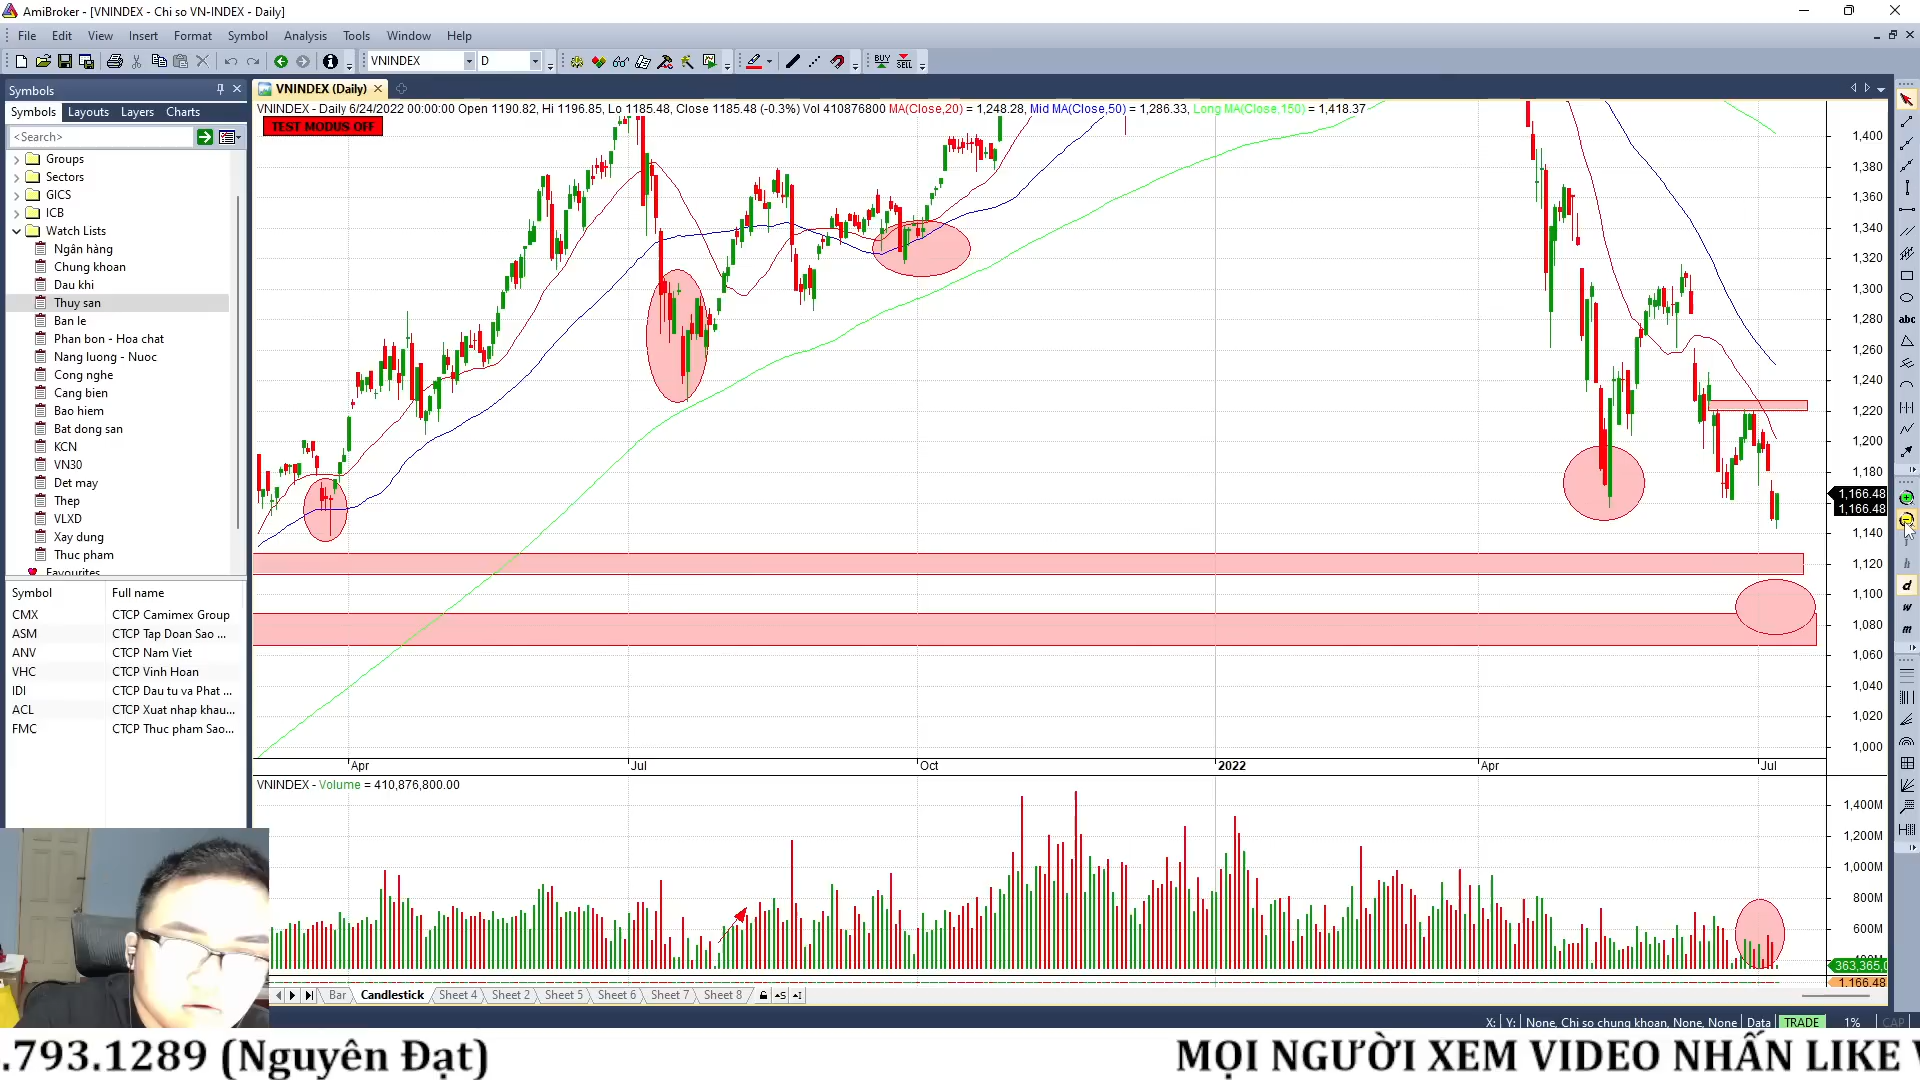 AmiBroker - [VNINDEX - Chi so VN-INDEX - Daily]
File Edit View Insert Format Symbol Analysis Tools Window Help
VNINDEX D BUY SELL
Symbols
VNINDEX (Daily)
Symbols Layouts Layers Charts
VNINDEX - Daily 6/24/2022 00:00:00 Open 1190.82, Hi 1196.85, Lo 1185.48, Close 1185.48 (-0.3%) Vol 410876800 MA(Close,20) = 1,248.28, Mid MA(Close,50) = 1,286.33, Long MA(Close,150) = 1,418.37
TEST MODUS OFF
<Search>
Groups
Sectors
GICS
ICB
Watch Lists
Ngân hàng
Chung khoan
Dau khi
Thuy san
Ban le
Phan bon - Hoa chat
Nang luong - Nuoc
Cong nghe
Cang bien
Bao hiem
Bat dong san
KCN
VN30
Det may
Thep
VLXD
Xay dung
Thuc pham
Favourites
Symbol Full name
CMX CTCP Camimex Group
ASM CTCP Tap Doan Sao ...
ANV CTCP Nam Viet
VHC CTCP Vinh Hoan
IDI CTCP Dau tu va Phat ...
ACL CTCP Xuat nhap khau...
FMC CTCP Thuc pham Sao...
1,400
1,380
1,360
1,340
1,320
1,300
1,280
1,260
1,240
1,220
1,200
1,180
1,166.48
1,166.48
1,140
1,120
1,100
1,080
1,060
1,040
1,020
1,000
Apr Jul Oct 2022 Apr Jul
VNINDEX - Volume = 410,876,800.00
1,400M
1,200M
1,000M
800M
600M
363,365,0
1,166.48
abc
h
d
w
m
Bar Candlestick Sheet 4 Sheet 2 Sheet 5 Sheet 6 Sheet 7 Sheet 8
X: Y: None, Chi so chung khoan, None, None Data TRADE 1% CAP
.793.1289 (Nguyên Đạt) MỌI NGƯỜI XEM VIDEO NHẤN LIKE